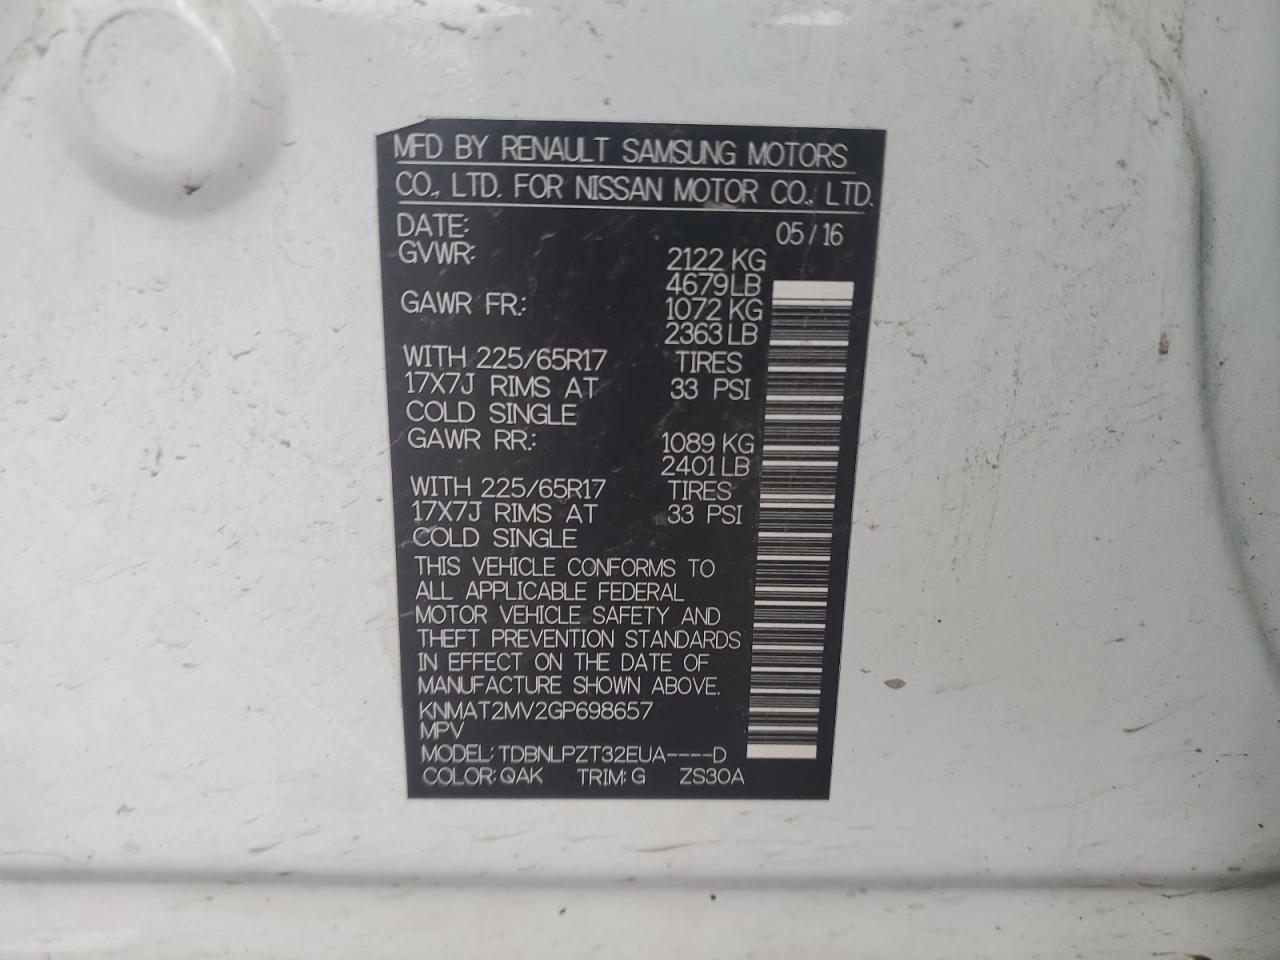 MFD BY RENAULT SAMSUNG MOTORS
CO., LTD. FOR NISSAN MOTOR CO., LTD.
DATE: 05/16
GVWR: 2122 KG
4679 LB
GAWR FR: 1072 KG
2363 LB
WITH 225/65R17 TIRES
17X7J RIMS AT 33 PSI
COLD SINGLE
GAWR RR: 1089 KG
2401 LB
WITH 225/65R17 TIRES
17X7J RIMS AT 33 PSI
COLD SINGLE
THIS VEHICLE CONFORMS TO
ALL APPLICABLE FEDERAL
MOTOR VEHICLE SAFETY AND
THEFT PREVENTION STANDARDS
IN EFFECT ON THE DATE OF
MANUFACTURE SHOWN ABOVE.
KNMAT2MV2GP698657
MPV
MODEL: TDBNLPZT32EUA----D
COLOR: QAK TRIM: G ZS30A